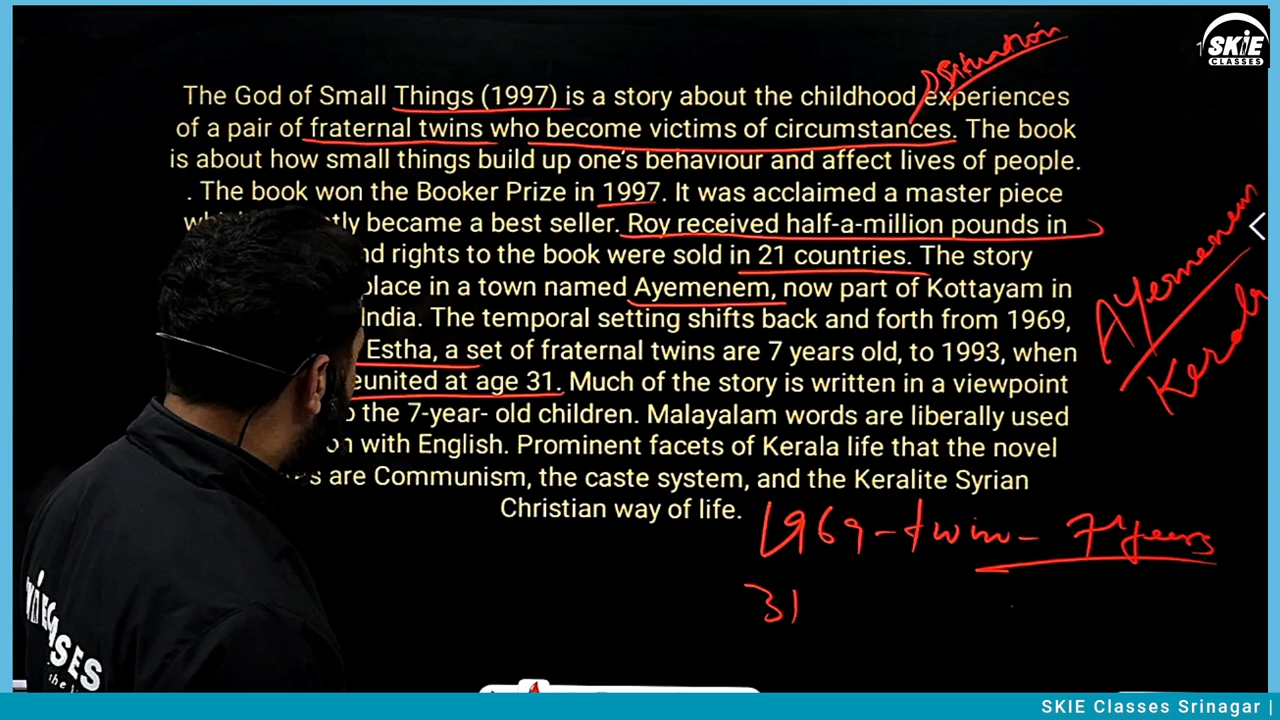 SKIE
CLASSES
situation
The God of Small Things (1997) is a story about the childhood experiences
of a pair of fraternal twins who become victims of circumstances. The book
is about how small things build up one's behaviour and affect lives of people.
. The book won the Booker Prize in 1997. It was acclaimed a master piece
became a best seller. Roy received half-a-million pounds in
rights to the book were sold in 21 countries. The story
place in a town named Ayemenem, now part of Kottayam in
India. The temporal setting shifts back and forth from 1969,
Estha, a set of fraternal twins are 7 years old, to 1993, when
eunited at age 31. Much of the story is written in a viewpoint
the 7-year- old children. Malayalam words are liberally used
with English. Prominent facets of Kerala life that the novel
are Communism, the caste system, and the Keralite Syrian
Christian way of life.
Ayemenem
Kerala
1969 - twin - 7 years
31
SSES
SKIE Classes Srinagar |